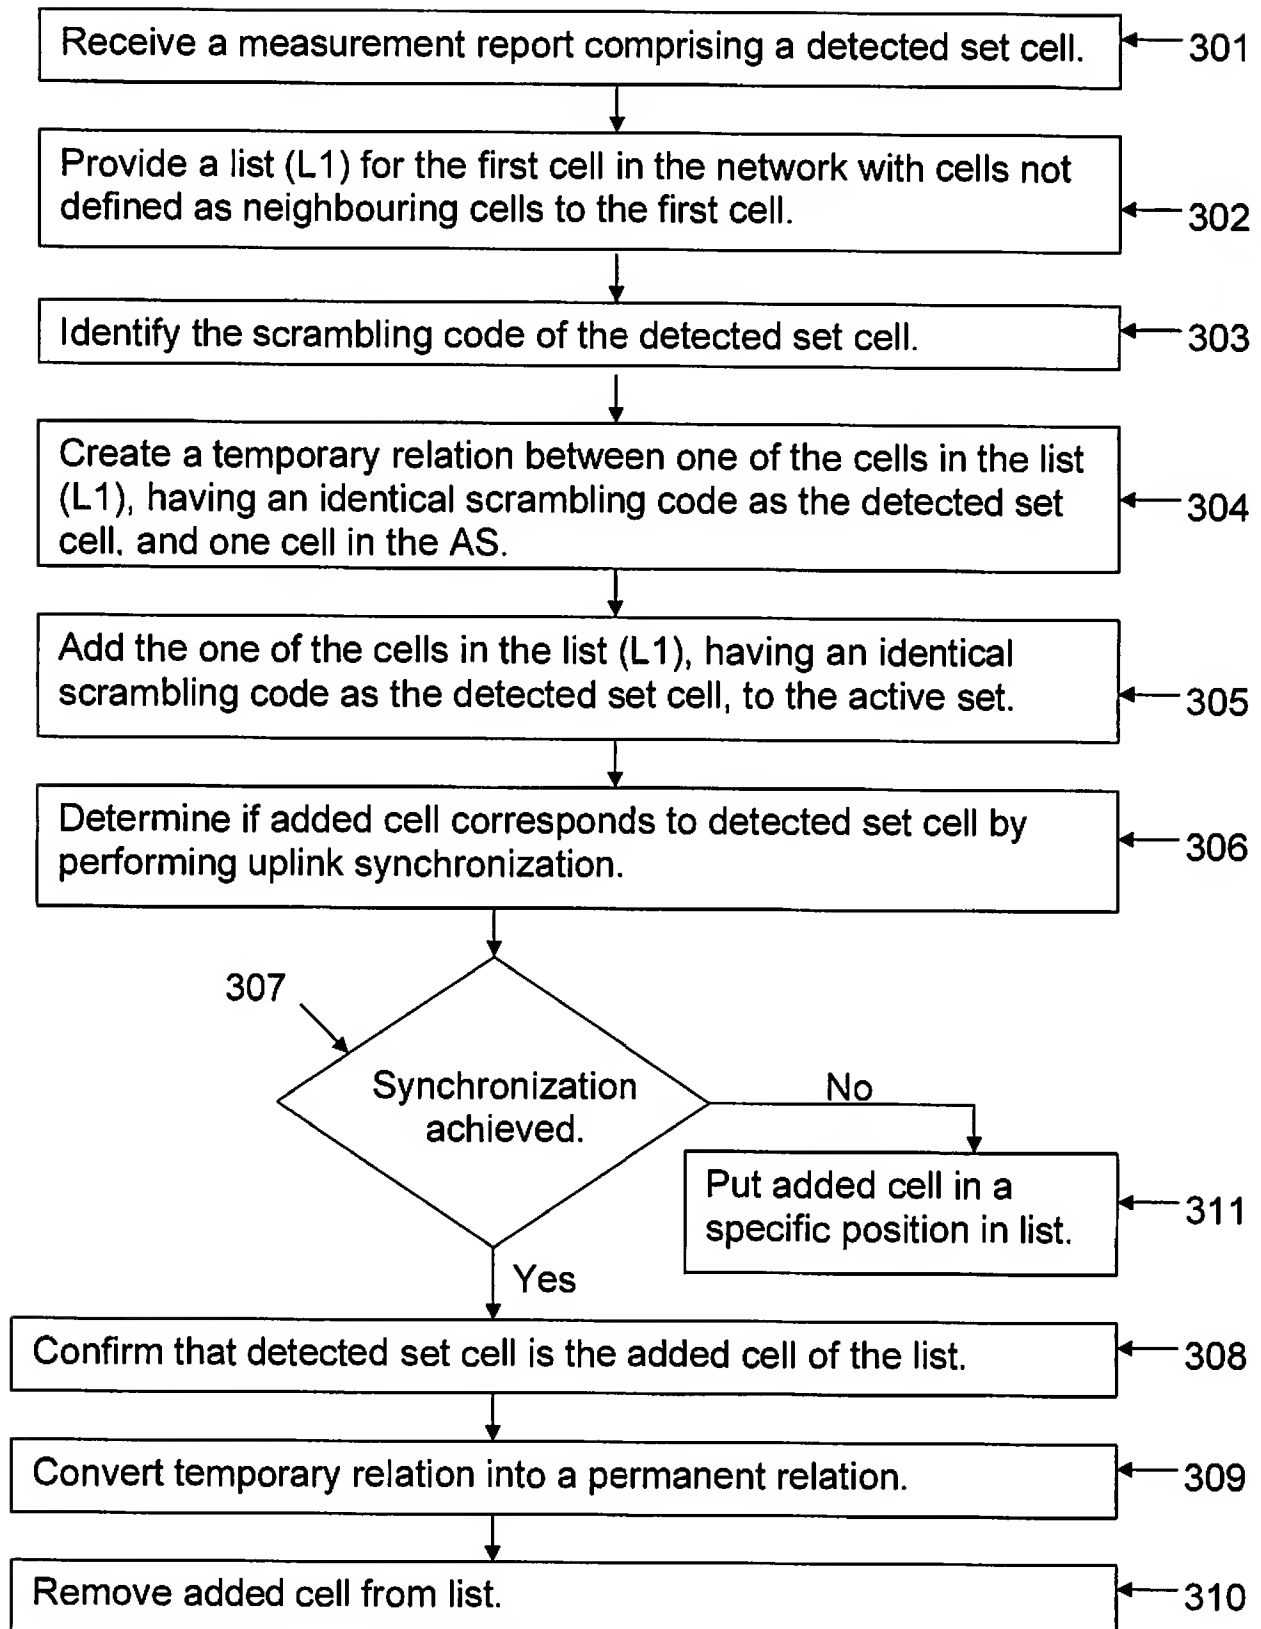 Receive a measurement report comprising a detected set cell.
301
Provide a list (L1) for the first cell in the network with cells not
defined as neighbouring cells to the first cell.
302
Identify the scrambling code of the detected set cell.
303
Create a temporary relation between one of the cells in the list
(L1), having an identical scrambling code as the detected set
cell, and one cell in the AS.
304
Add the one of the cells in the list (L1), having an identical
scrambling code as the detected set cell, to the active set.
305
Determine if added cell corresponds to detected set cell by
performing uplink synchronization.
306
307
Synchronization
achieved.
No
Put added cell in a
specific position in list.
311
Yes
Confirm that detected set cell is the added cell of the list.
308
Convert temporary relation into a permanent relation.
309
Remove added cell from list.
310